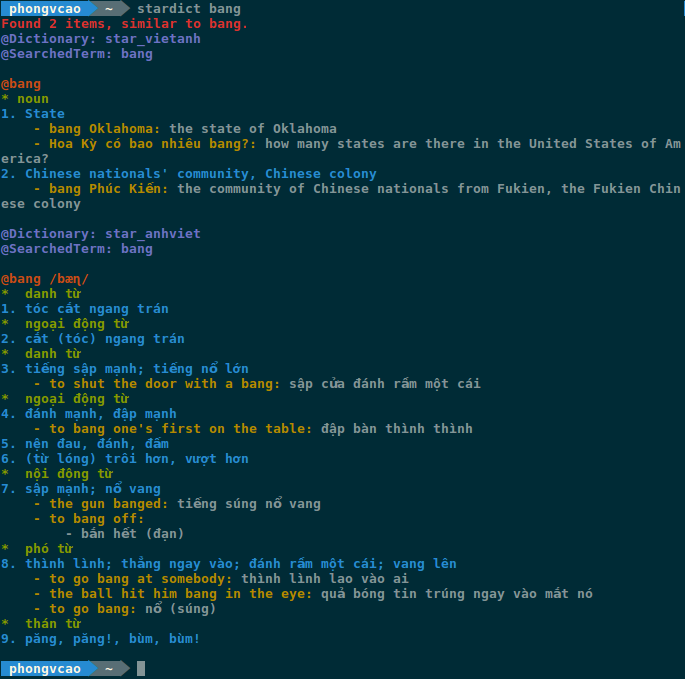 phongvcao ~ stardict bang
Found 2 items, similar to bang.
@Dictionary: star_vietanh
@SearchedTerm: bang
@bang
* noun
1. State
- bang Oklahoma: the state of Oklahoma
- Hoa Kỳ có bao nhiêu bang?: how many states are there in the United States of Am
erica?
2. Chinese nationals' community, Chinese colony
- bang Phúc Kiến: the community of Chinese nationals from Fukien, the Fukien Chin
ese colony
@Dictionary: star_anhviet
@SearchedTerm: bang
@bang /bæɳ/
* danh từ
1. tóc cắt ngang trán
* ngoại động từ
2. cắt (tóc) ngang trán
* danh từ
3. tiếng sập mạnh; tiếng nổ lớn
- to shut the door with a bang: sập cửa đánh rầm một cái
* ngoại động từ
4. đánh mạnh, đập mạnh
- to bang one's first on the table: đập bàn thình thình
5. nện đau, đánh, đấm
6. (từ lóng) trôi hơn, vượt hơn
* nội động từ
7. sập mạnh; nổ vang
- the gun banged: tiếng súng nổ vang
- to bang off:
- bắn hết (đạn)
* phó từ
8. thình lình; thẳng ngay vào; đánh rầm một cái; vang lên
- to go bang at somebody: thình lình lao vào ai
- the ball hit him bang in the eye: quả bóng tin trúng ngay vào mắt nó
- to go bang: nổ (súng)
* thán từ
9. păng, păng!, bùm, bùm!
phongvcao ~